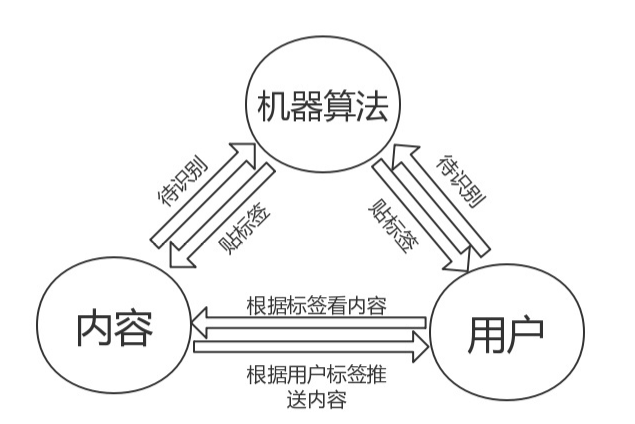 机器算法
待识别
待识别
贴标签
贴标签
内容
根据标签看内容
用户
根据用户标签推
送内容